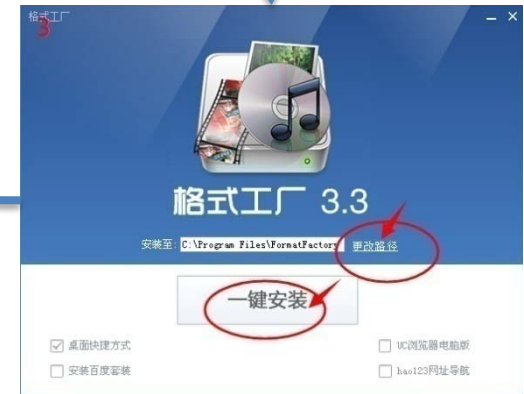 格式工厂
3
格式工厂 3.3
安装至: C:\Program Files\FormatFactory 更改路径
一键安装
桌面快捷方式 UC浏览器电脑版
安装百度套装 hao123网址导航